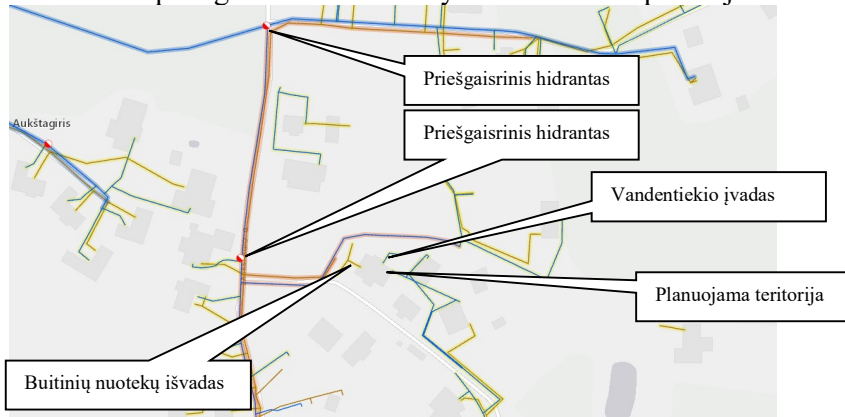 Priešgaisrinis hidrantas
Priešgaisrinis hidrantas
Aukštagiris
Vandentiekio įvadas
Planuojama teritorija
Buitinių nuotekų išvadas